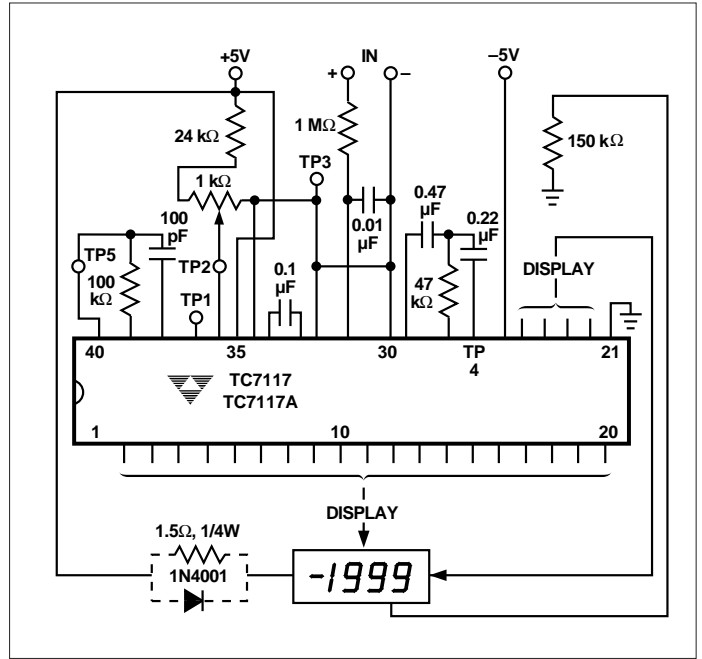 +5V
IN
–5V
+
–
24 kΩ
1 MΩ
150 kΩ
TP3
1 kΩ
0.47
µF
0.22
µF
100
pF
0.01
µF
TP5
TP2
0.1
µF
47
kΩ
DISPLAY
100
kΩ
TP1
40
35
30
TP
4
21
TC7117
TC7117A
1
10
20
DISPLAY
1.5Ω, 1/4W
1N4001
-1999